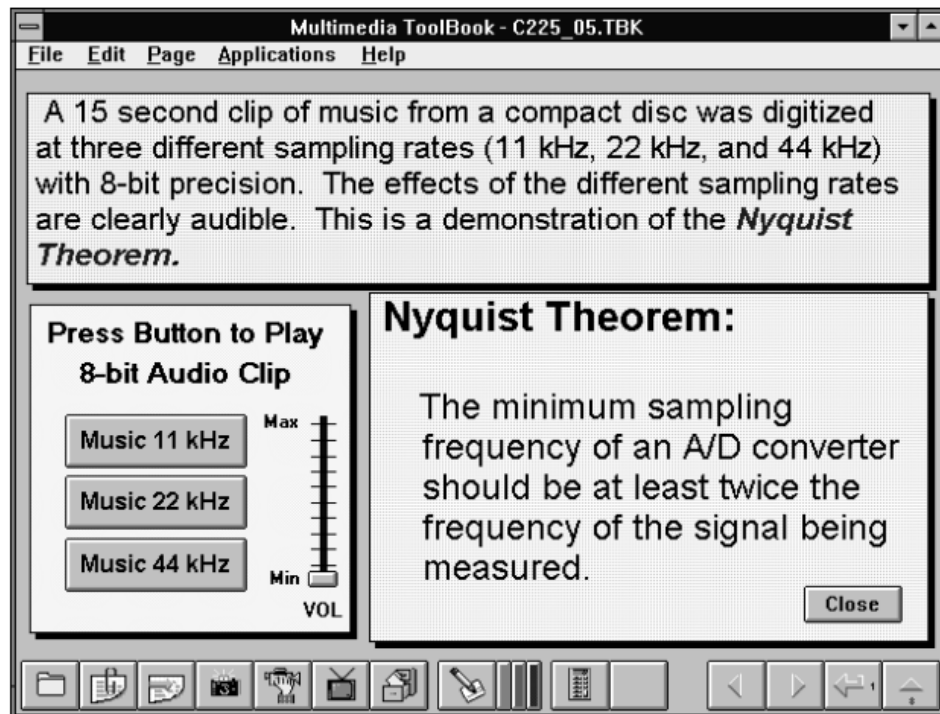 Multimedia ToolBook - C225_05.TBK
File Edit Page Applications Help
A 15 second clip of music from a compact disc was digitized
at three different sampling rates (11 kHz, 22 kHz, and 44 kHz)
with 8-bit precision. The effects of the different sampling rates
are clearly audible. This is a demonstration of the Nyquist
Theorem.
Press Button to Play
8-bit Audio Clip
Music 11 kHz
Music 22 kHz
Music 44 kHz
Max
Min
VOL
Nyquist Theorem:
The minimum sampling
frequency of an A/D converter
should be at least twice the
frequency of the signal being
measured.
Close
1